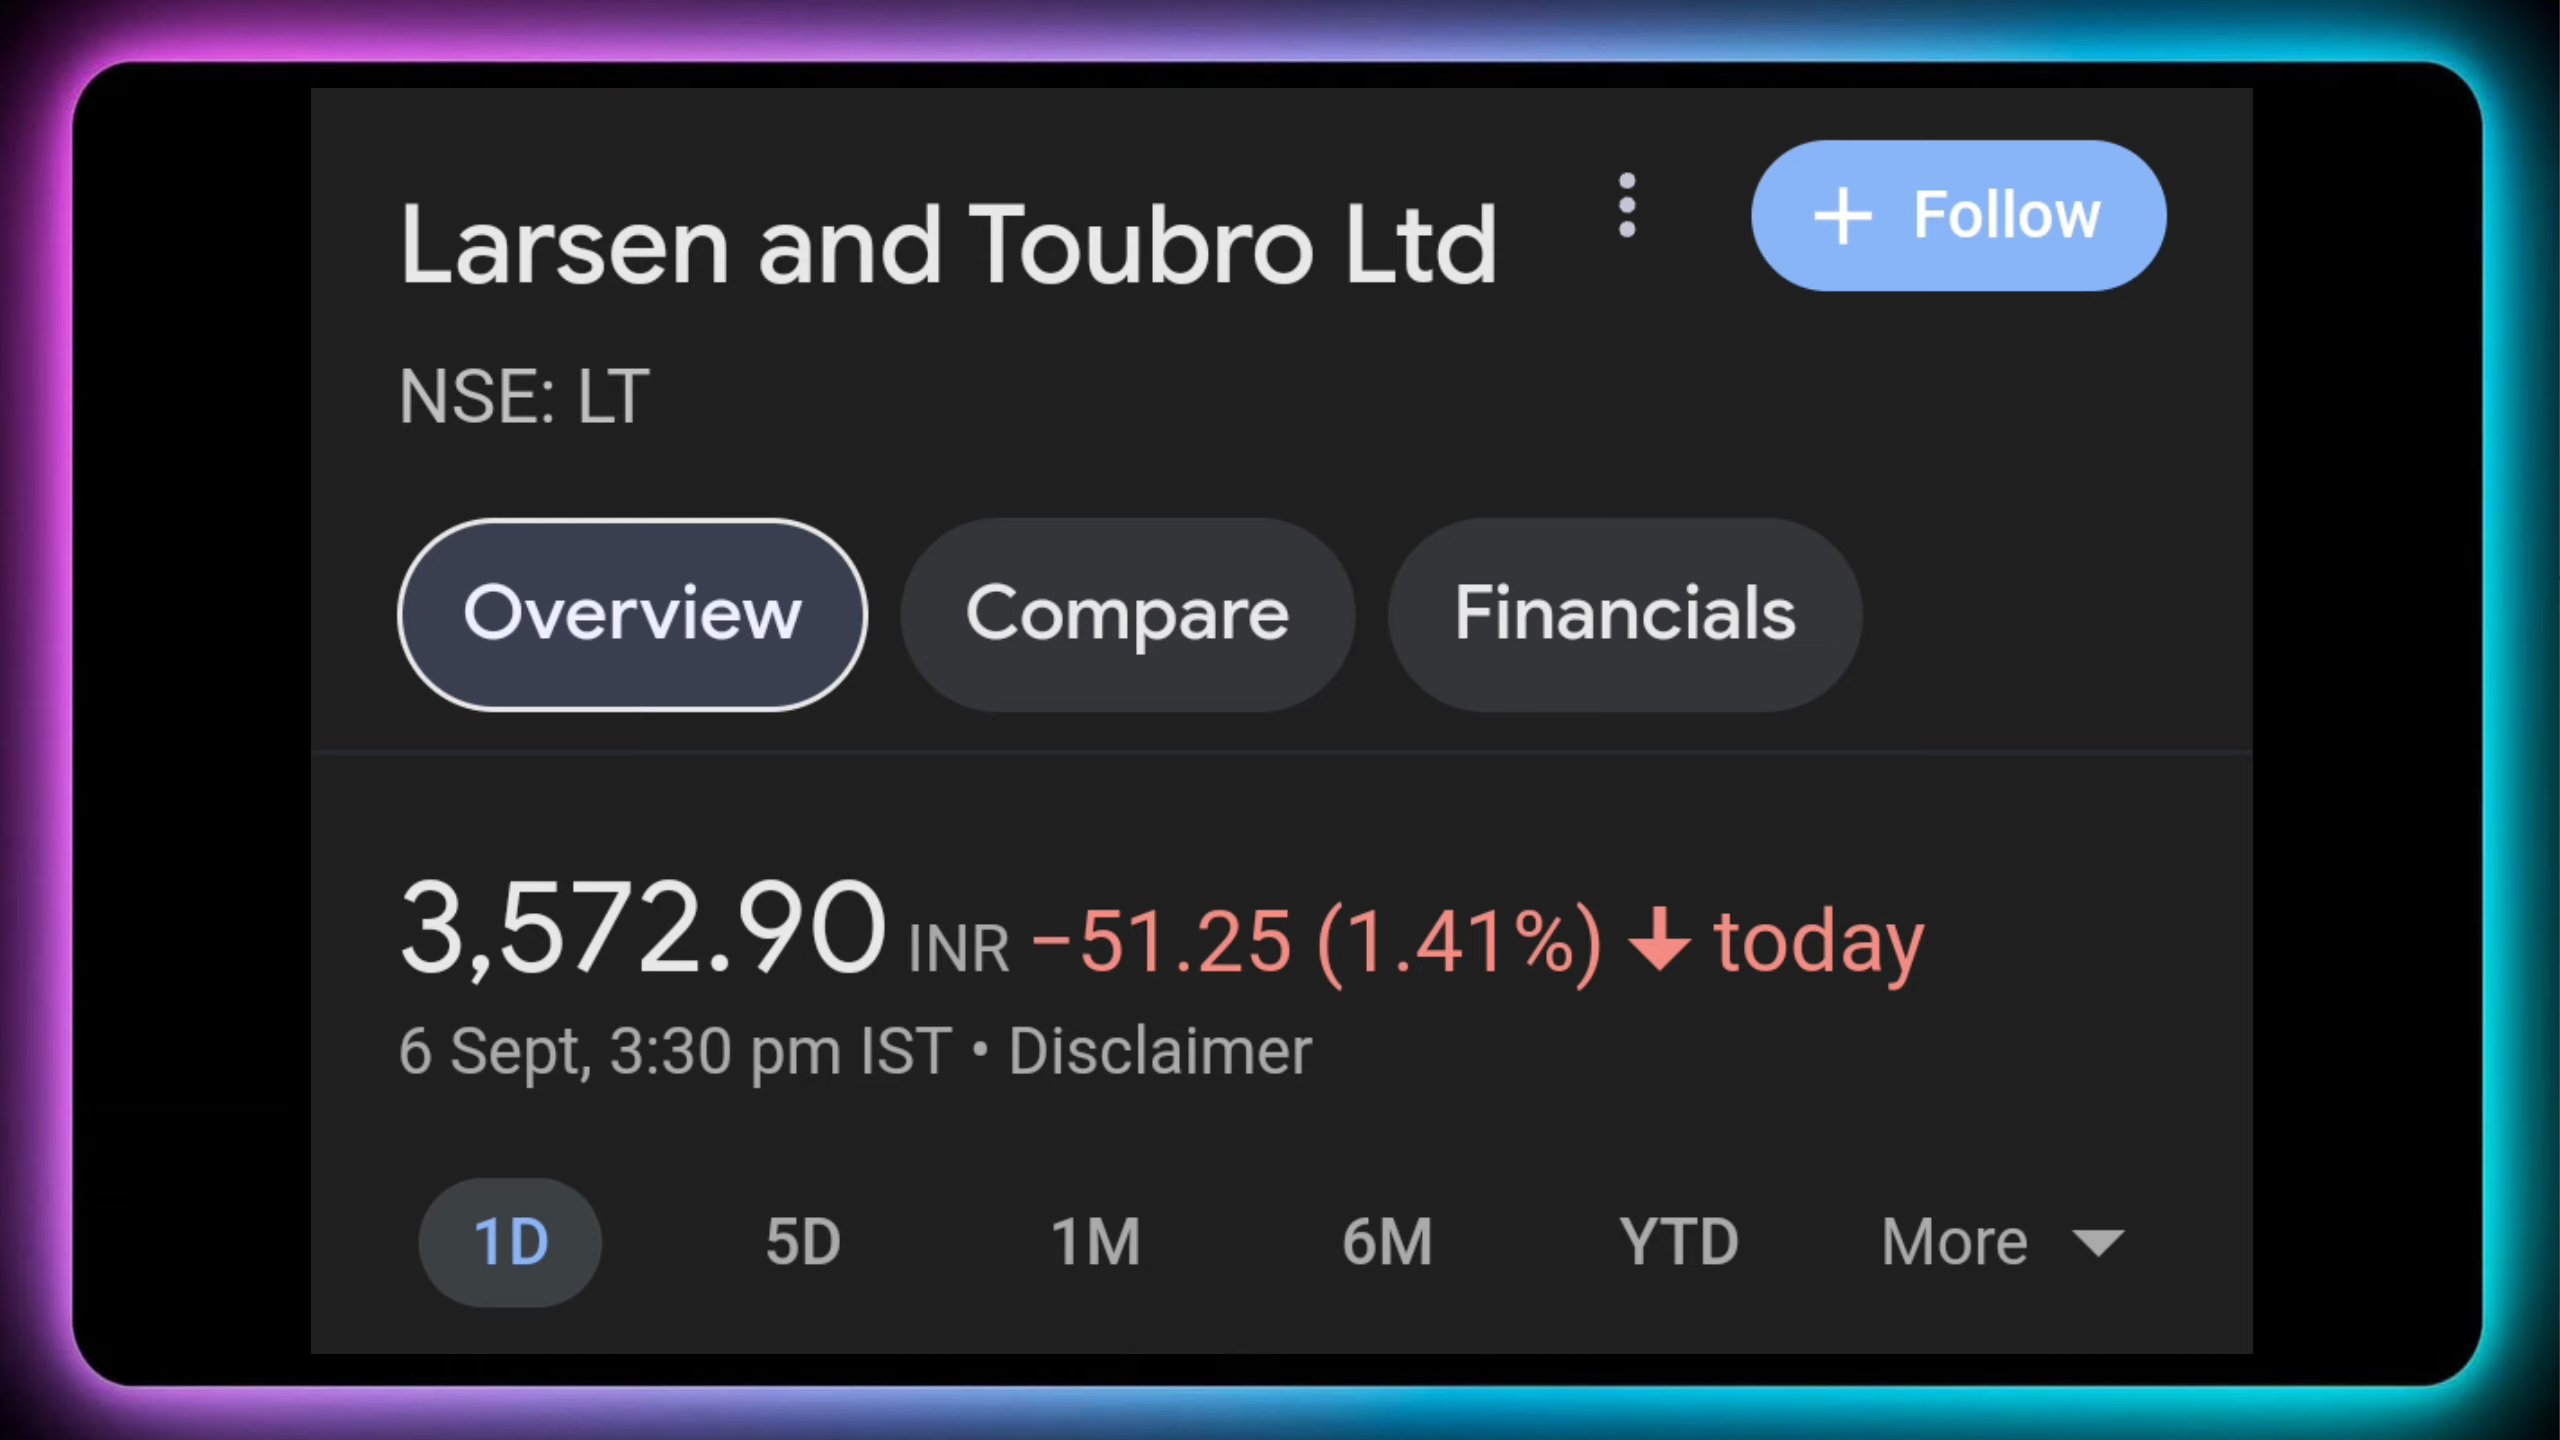 Larsen and Toubro Ltd
+ Follow
NSE: LT
Overview Compare Financials
3,572.90 INR −51.25 (1.41%) ↓ today
6 Sept, 3:30 pm IST • Disclaimer
1D 5D 1M 6M YTD More